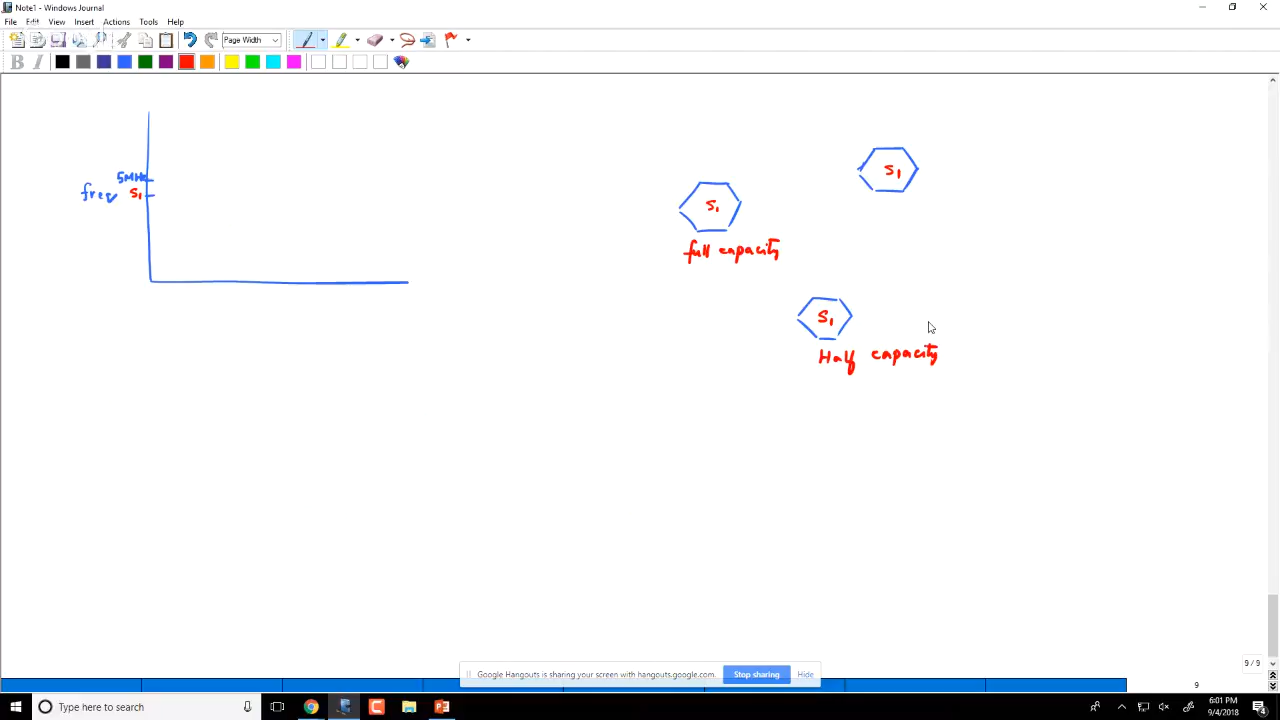 Note1 - Windows Journal
File Edit View Insert Actions Tools Help
Page Width
B I
5MHz
freq S1
S1
S1
full capacity
S1
Half capacity
9 / 9
Google Hangouts is sharing your screen with hangouts.google.com.
Stop sharing
Hide
9
Type here to search
6:01 PM
9/4/2018
4